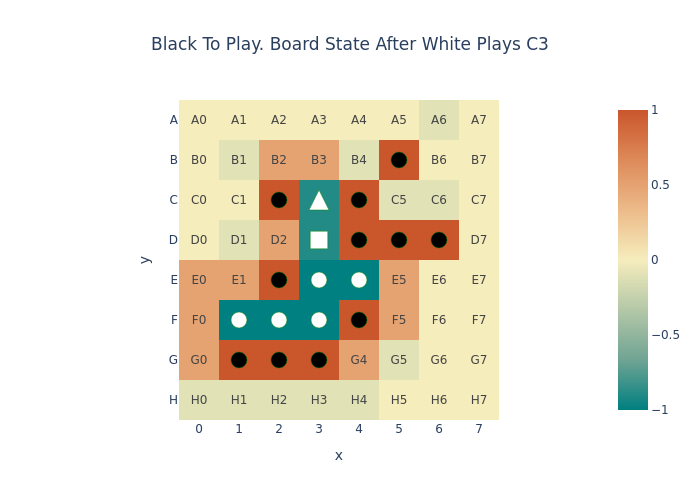 Black To Play. Board State After White Plays C3
A A0 A1 A2 A3 A4 A5 A6 A7
B B0 B1 B2 B3 B4 B6 B7
C C0 C1 C5 C6 C7
D D0 D1 D2 D7
E E0 E1 E5 E6 E7
F F0 F5 F6 F7
G G0 G4 G5 G6 G7
H H0 H1 H2 H3 H4 H5 H6 H7
0 1 2 3 4 5 6 7
x
y
1
0.5
0
−0.5
−1